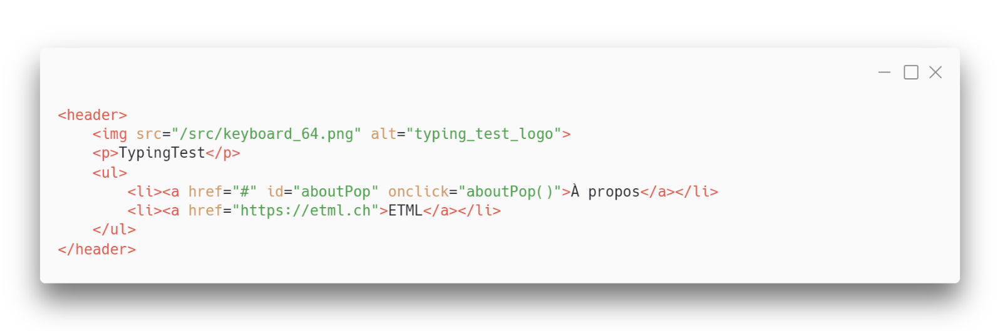 <header>
    <img src="/src/keyboard_64.png" alt="typing_test_logo">
    <p>TypingTest</p>
    <ul>
        <li><a href="#" id="aboutPop" onclick="aboutPop()">À propos</a></li>
        <li><a href="https://etml.ch">ETML</a></li>
    </ul>
</header>